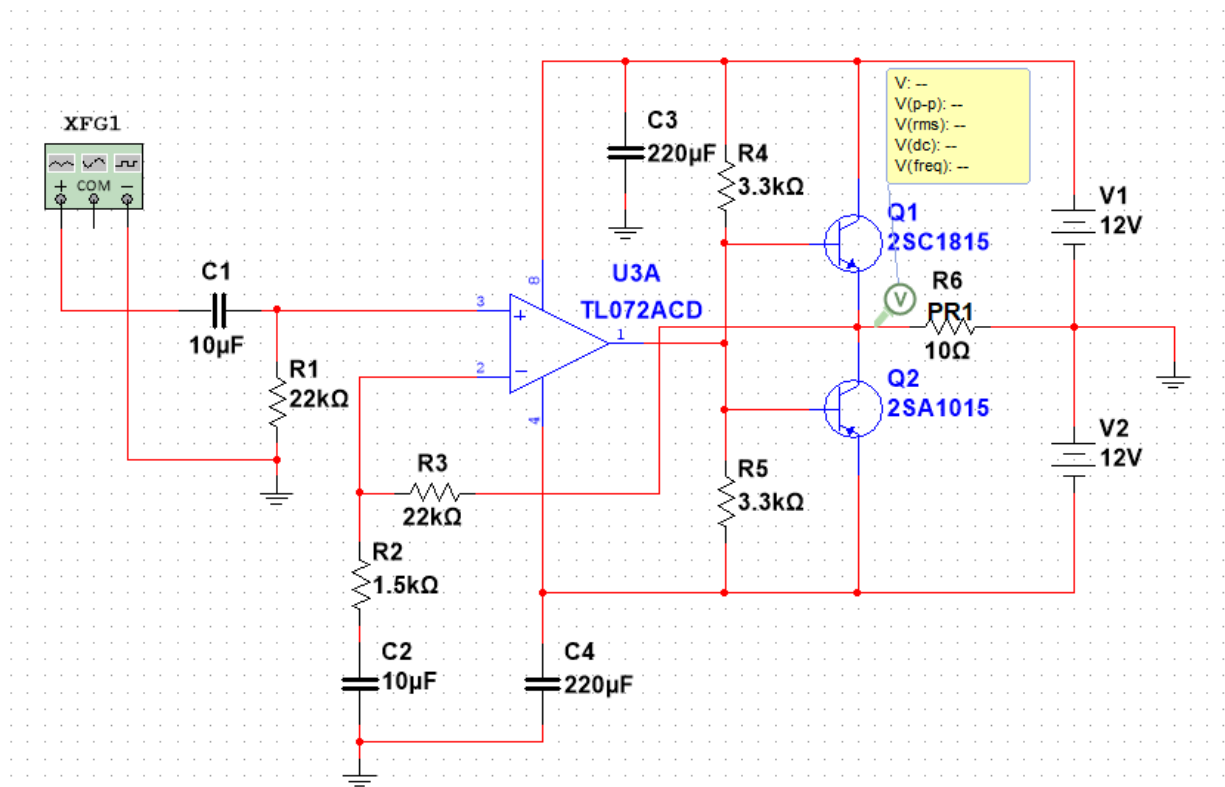 XFG1
+ COM −
C1
10µF
R1
22kΩ
R3
22kΩ
R2
1.5kΩ
C2
10µF
C4
220µF
C3
220µF
R4
3.3kΩ
U3A
TL072ACD
3
2
8
4
1
+
−
R5
3.3kΩ
V: --
V(p-p): --
V(rms): --
V(dc): --
V(freq): --
Q1
2SC1815
V
R6
PR1
10Ω
Q2
2SA1015
V1
12V
V2
12V